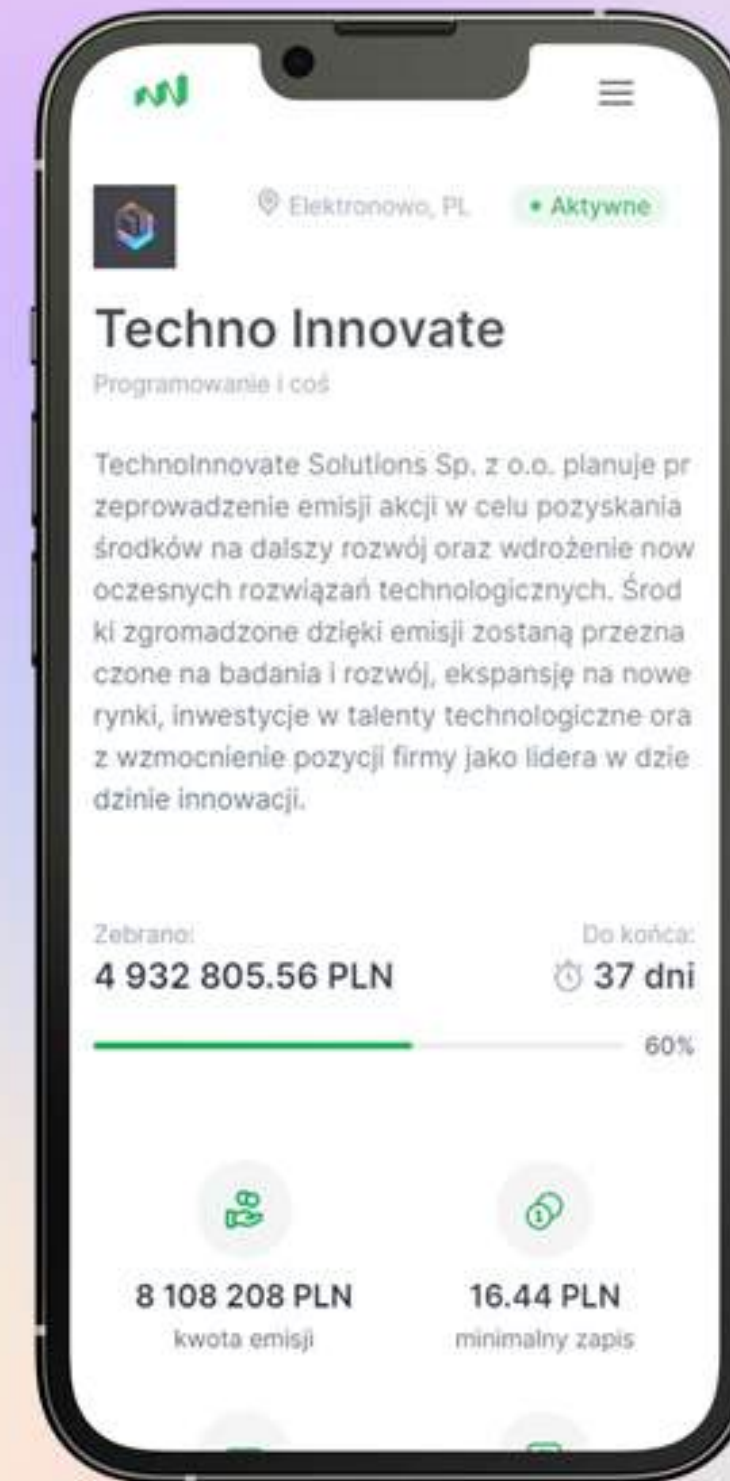 Elektronowo, PL
• Aktywne
Techno Innovate
Programowanie i coś
TechnoInnovate Solutions Sp. z o.o. planuje pr
zeprowadzenie emisji akcji w celu pozyskania
środków na dalszy rozwój oraz wdrożenie now
oczesnych rozwiązań technologicznych. Środ
ki zgromadzone dzięki emisji zostaną przezna
czone na badania i rozwój, ekspansję na nowe
rynki, inwestycje w talenty technologiczne ora
z wzmocnienie pozycji firmy jako lidera w dzie
dzinie innowacji.
Zebrano:
Do końca:
4 932 805.56 PLN
37 dni
60%
8 108 208 PLN
16.44 PLN
kwota emisji
minimalny zapis